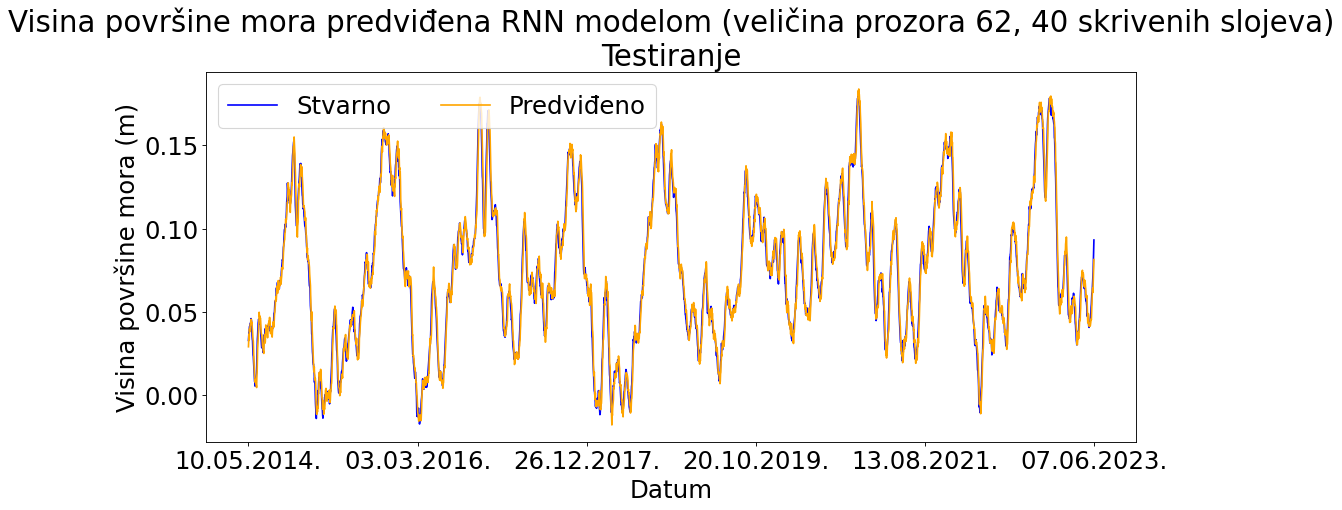 Visina površine mora predviđena RNN modelom (veličina prozora 62, 40 skrivenih slojeva)
Testiranje
Stvarno
Predviđeno
Visina površine mora (m)
0.15
0.10
0.05
0.00
10.05.2014.
03.03.2016.
26.12.2017.
20.10.2019.
13.08.2021.
07.06.2023.
Datum